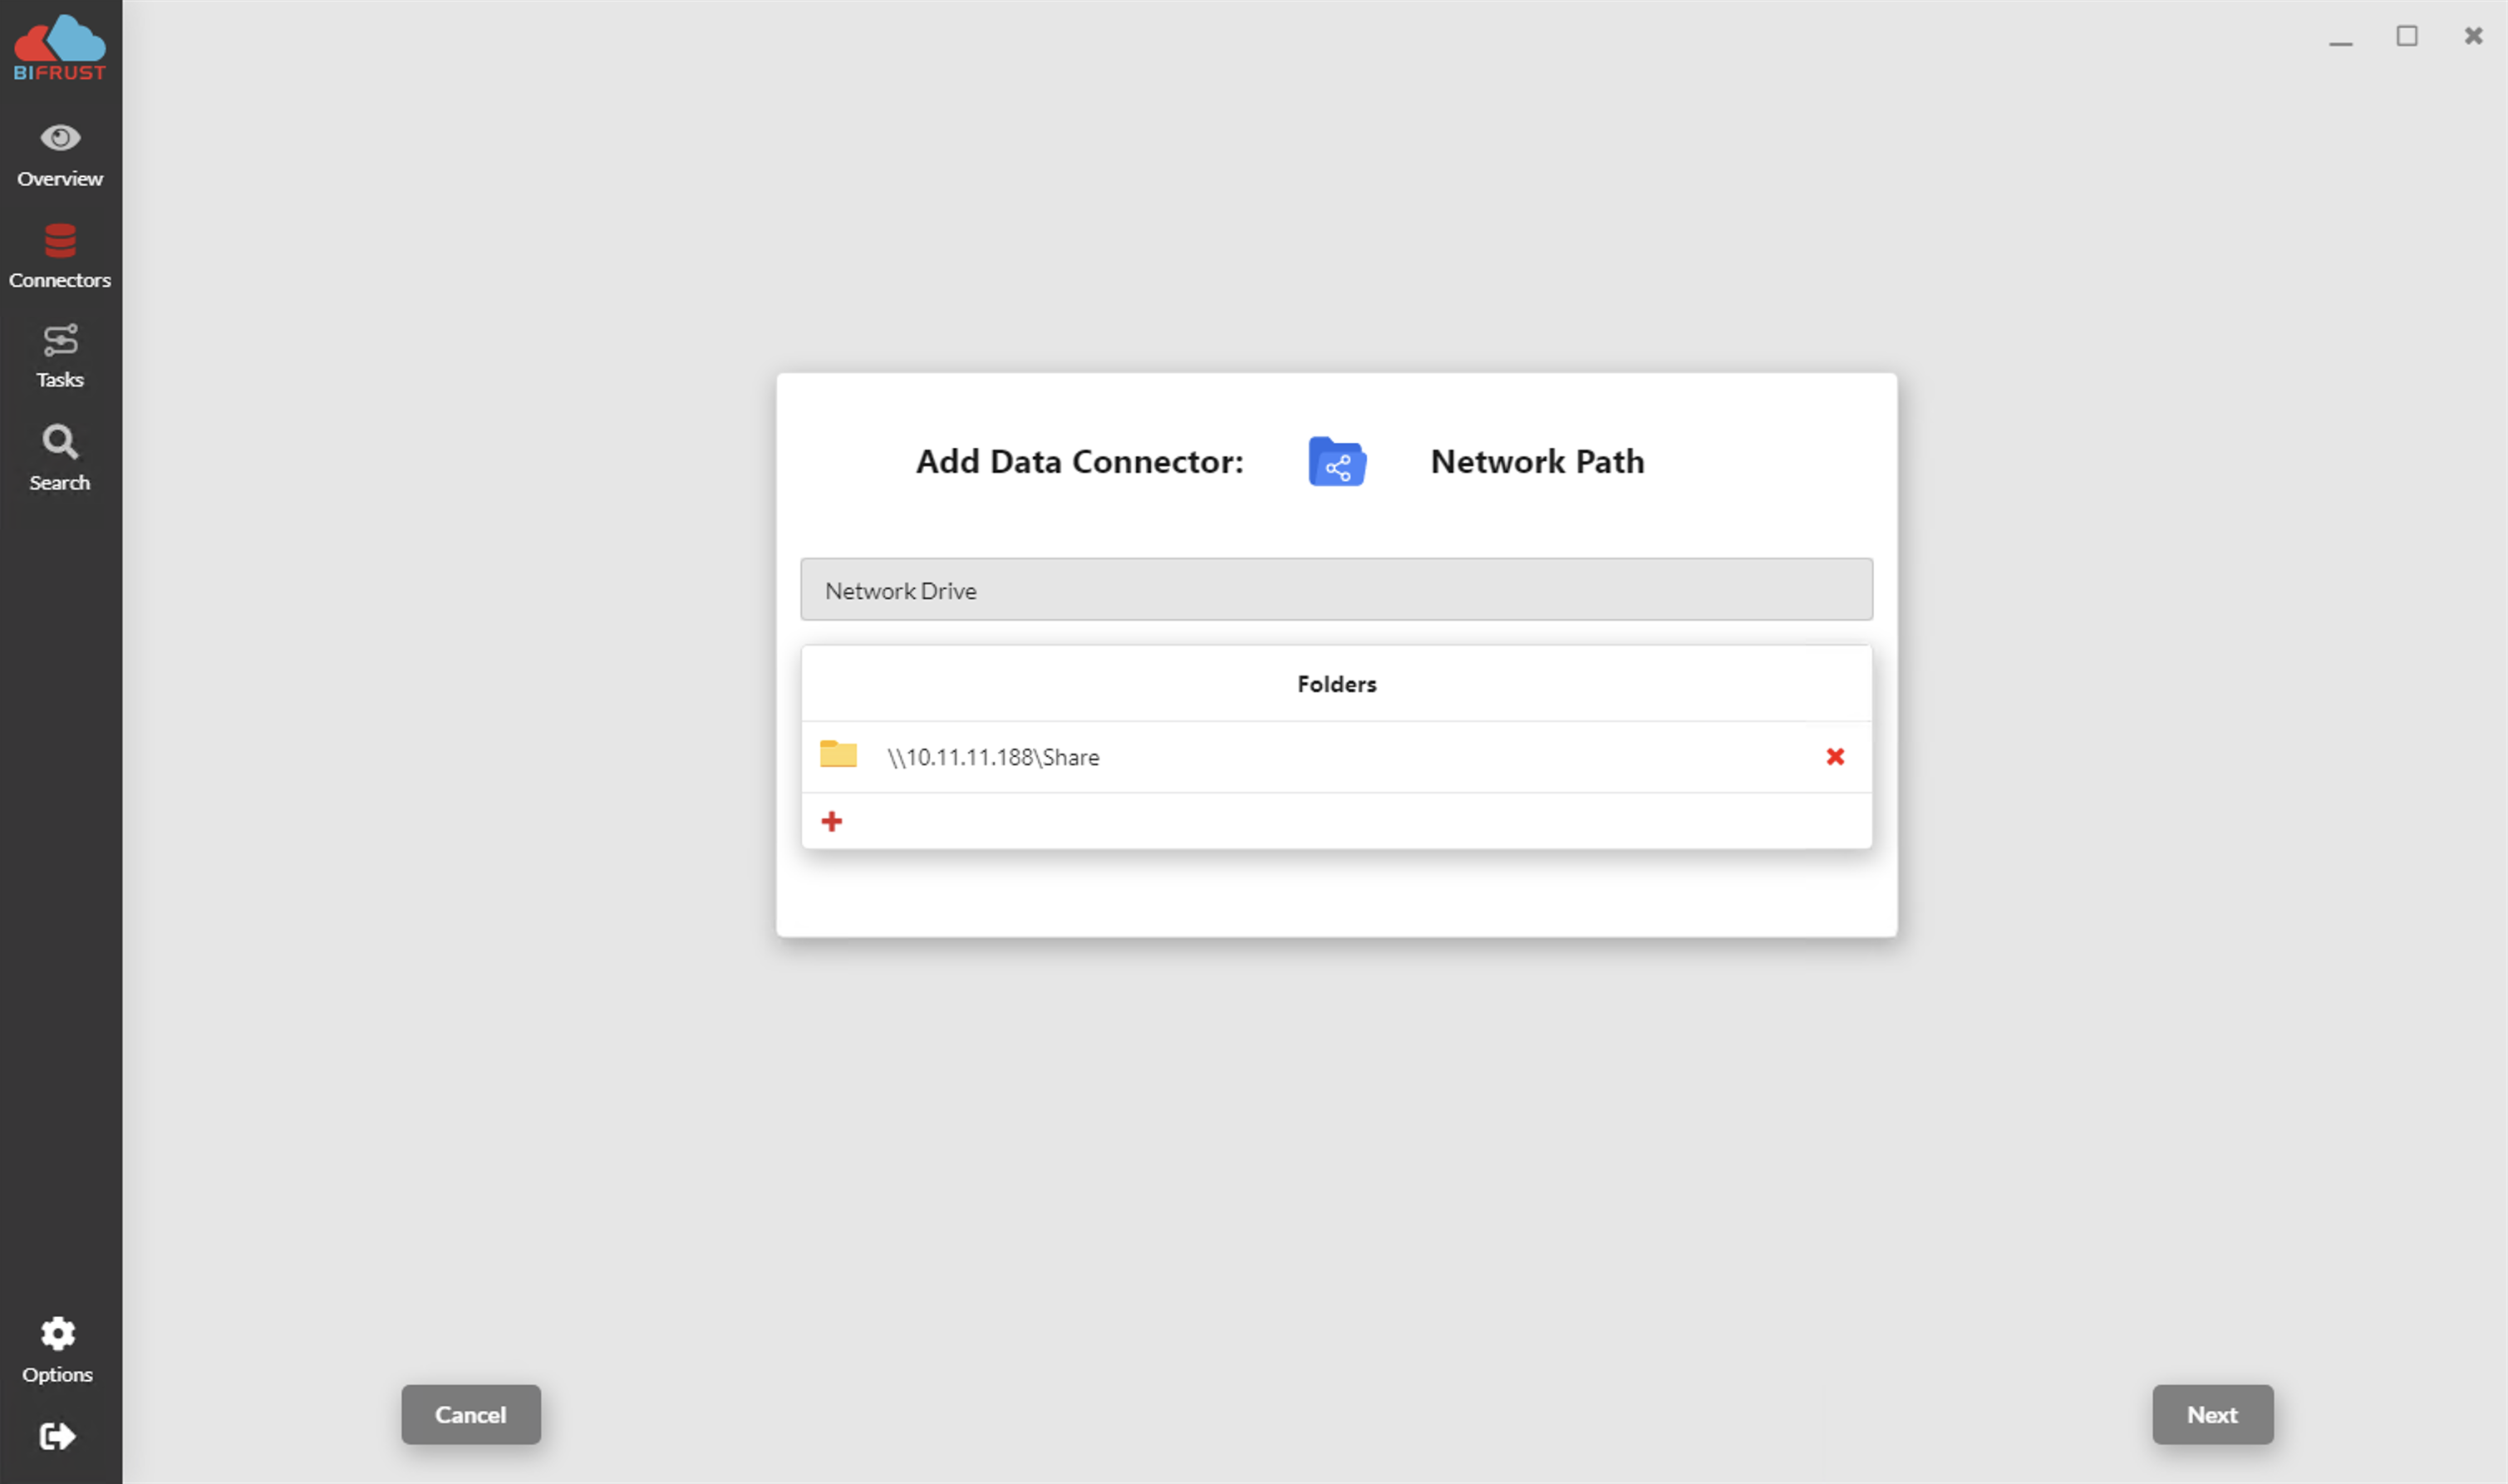 BIFRUST
Overview
Connectors
Tasks
Search
Add Data Connector: Network Path
Network Drive
Folders
\\10.11.11.188\Share
Options
Cancel
Next